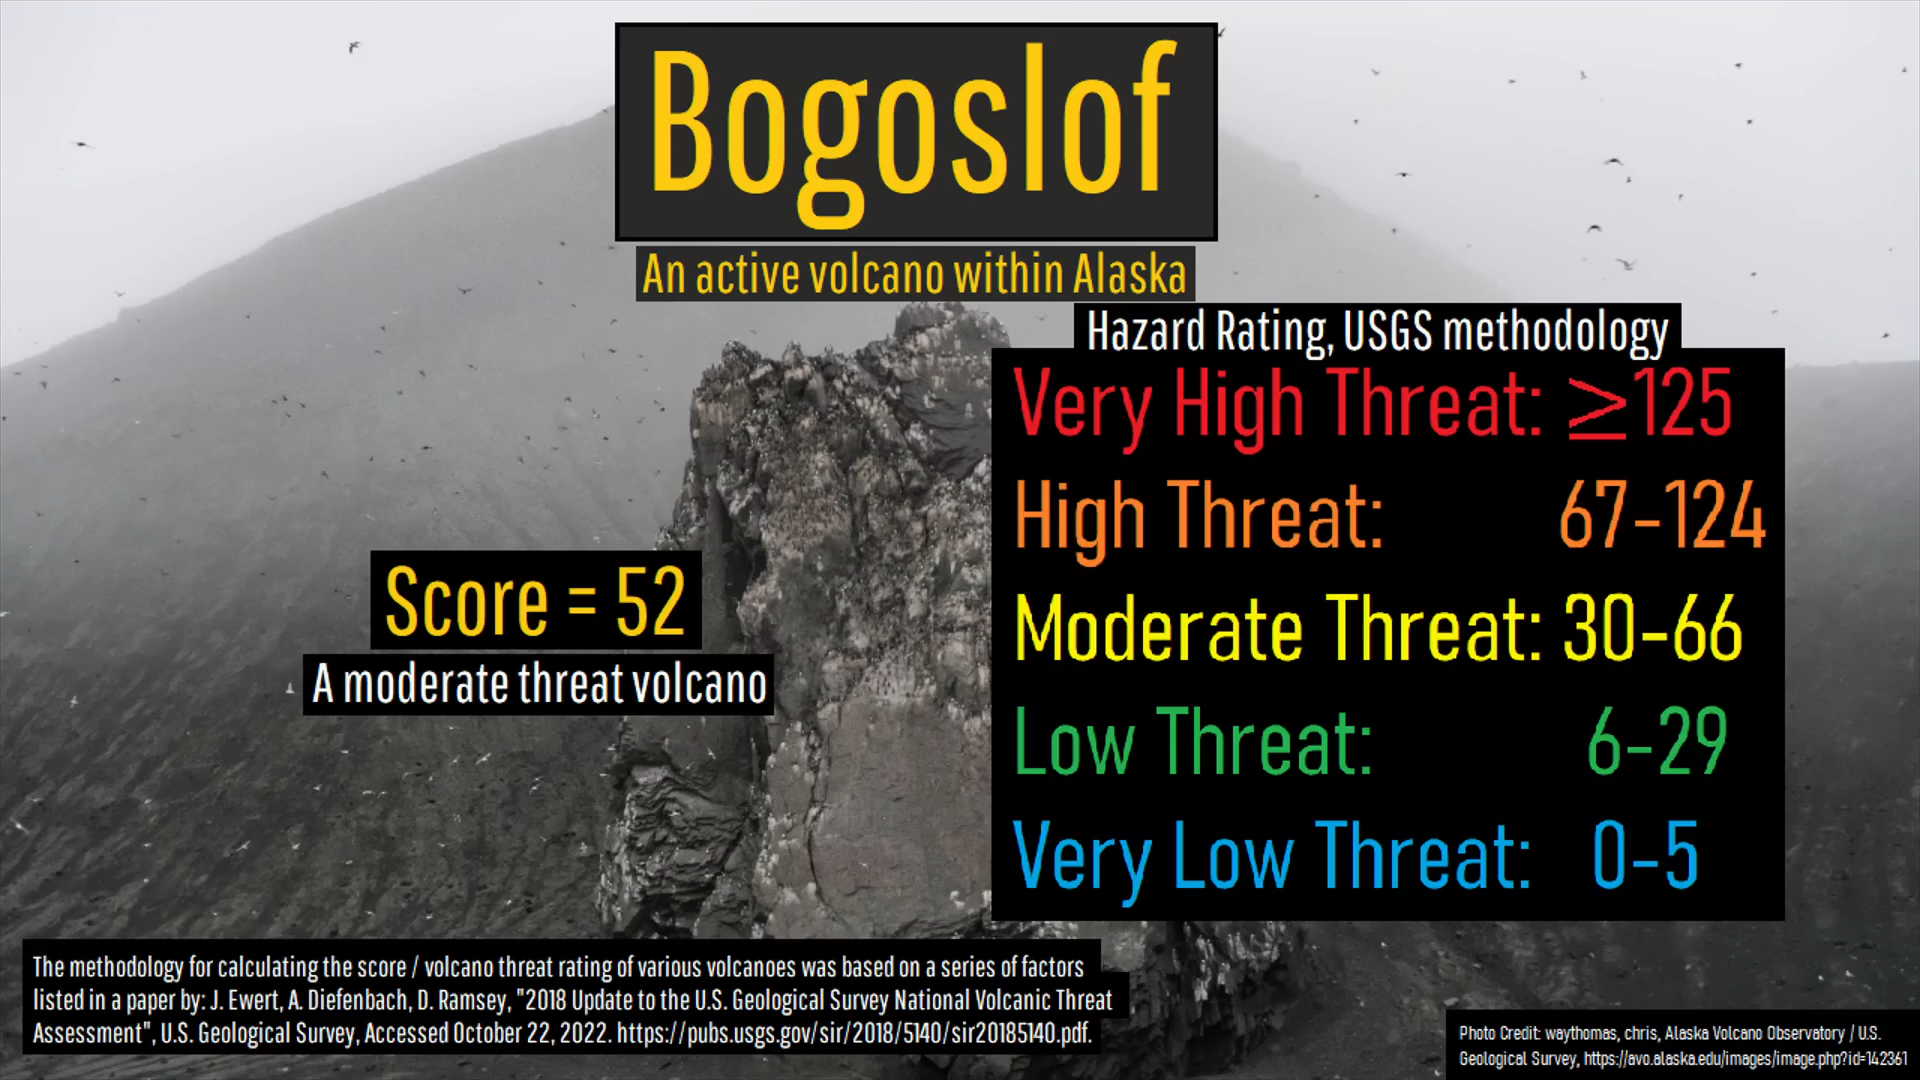 Bogoslof
An active volcano within Alaska
Hazard Rating, USGS methodology
Very High Threat: ≥125
High Threat: 67-124
Moderate Threat: 30-66
Low Threat: 6-29
Very Low Threat: 0-5
Score = 52
A moderate threat volcano
The methodology for calculating the score / volcano threat rating of various volcanoes was based on a series of factors
listed in a paper by: J. Ewert, A. Diefenbach, D. Ramsey, "2018 Update to the U.S. Geological Survey National Volcanic Threat
Assessment", U.S. Geological Survey, Accessed October 22, 2022. https://pubs.usgs.gov/sir/2018/5140/sir20185140.pdf.
Photo Credit: waythomas, chris, Alaska Volcano Observatory / U.S.
Geological Survey, https://avo.alaska.edu/images/image.php?id=142361